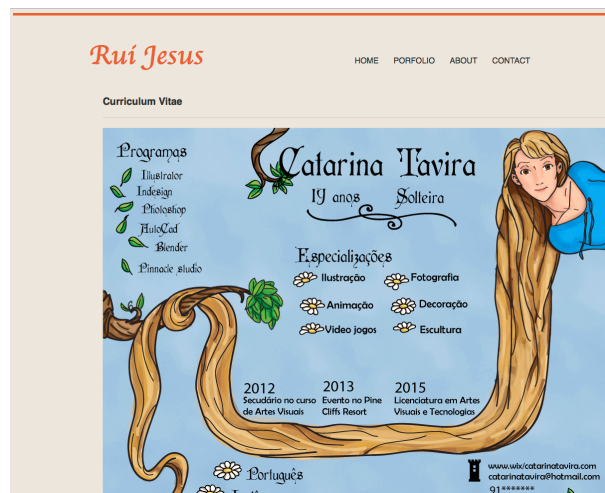 Rui Jesus
HOME PORFOLIO ABOUT CONTACT
Curriculum Vitae
Programas
Illustrator
Indesign
Photoshop
AutoCad
Blender
Pinnacle studio
Catarina Tavira
19 anos Solteira
Especializações
Ilustração Fotografia
Animação Decoração
Video jogos Escultura
2012
Secudário no curso
de Artes Visuais
2013
Evento no Pine
Cliffs Resort
2015
Licenciatura em Artes
Visuais e Tecnologias
Português
www.wix/catarinatavira.com
catarinatavira@hotmail.com
91*******